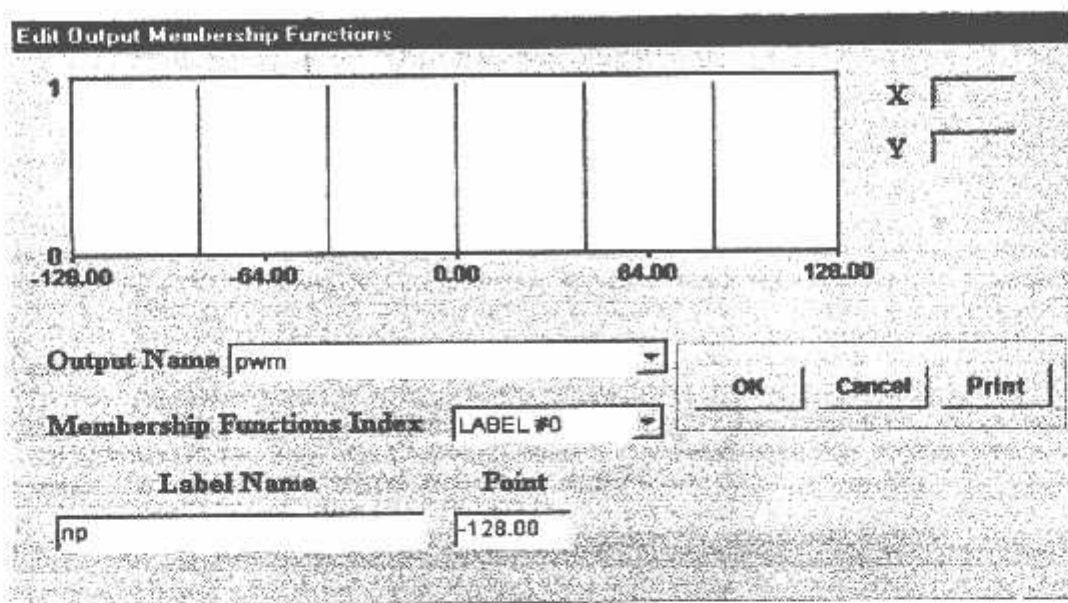 Edit Output Membership Functions
1
X
Y
0
-128.00 -64.00 0.00 64.00 128.00
Output Name pwm
OK Cancel Print
Membership Functions Index LABEL #0
Label Name Point
np -128.00